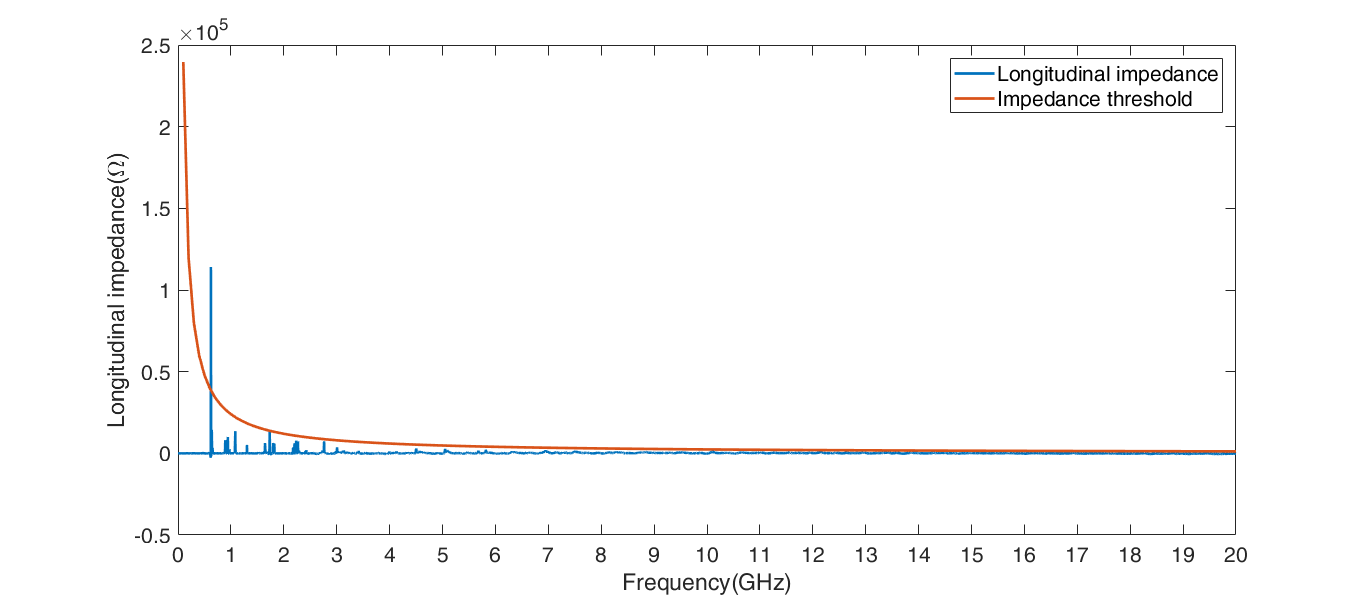 ×10⁵
2.5
2
1.5
1
0.5
0
-0.5
Longitudinal impedance(Ω)
Longitudinal impedance
Impedance threshold
0 1 2 3 4 5 6 7 8 9 10 11 12 13 14 15 16 17 18 19 20
Frequency(GHz)